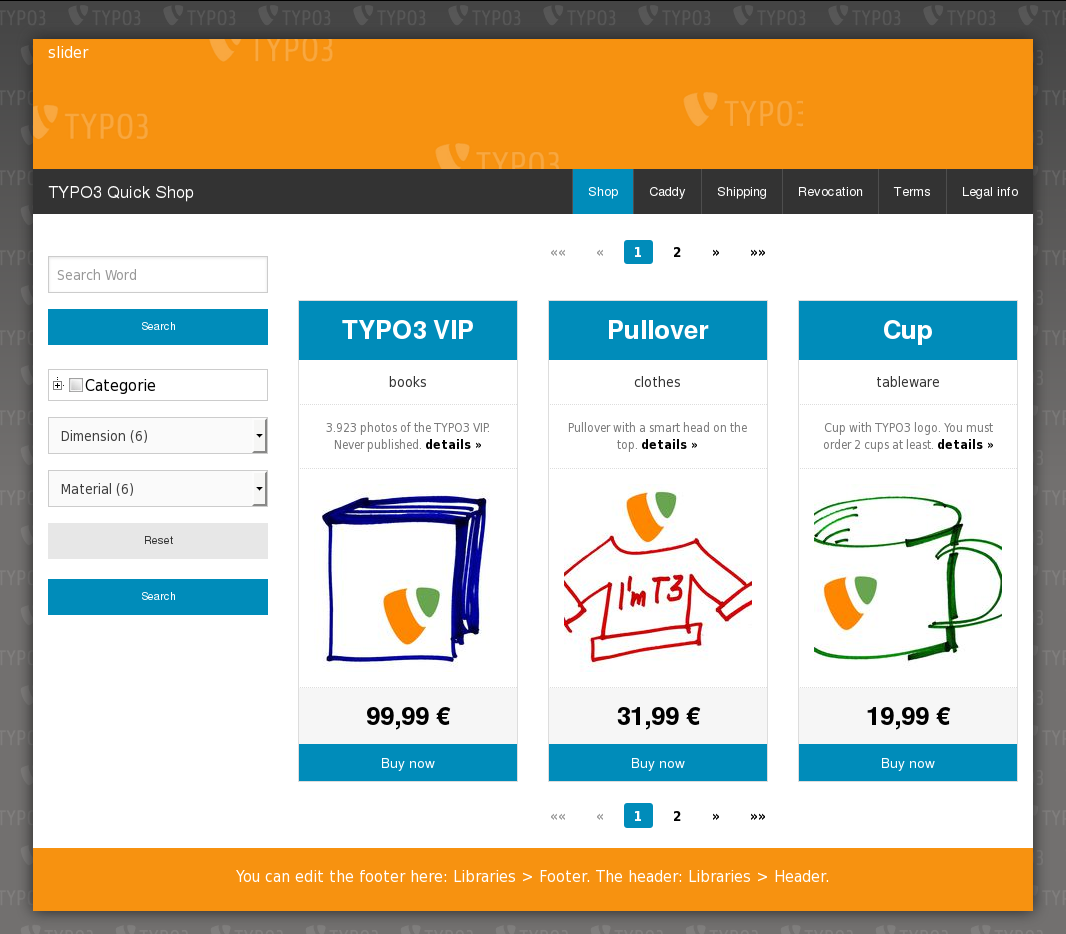 slider
TYPO3
TYPO3
TYPO3
TYPO3
TYPO3 Quick Shop
Shop
Caddy
Shipping
Revocation
Terms
Legal info
«« « 1 2 » »»
Search Word
Search
Categorie
Dimension (6)
Material (6)
Reset
Search
TYPO3 VIP
books
3.923 photos of the TYPO3 VIP.
Never published. details »
99,99 €
Buy now
Pullover
clothes
Pullover with a smart head on the
top. details »
I'm T3
31,99 €
Buy now
Cup
tableware
Cup with TYPO3 logo. You must
order 2 cups at least. details »
19,99 €
Buy now
«« « 1 2 » »»
You can edit the footer here: Libraries > Footer. The header: Libraries > Header.